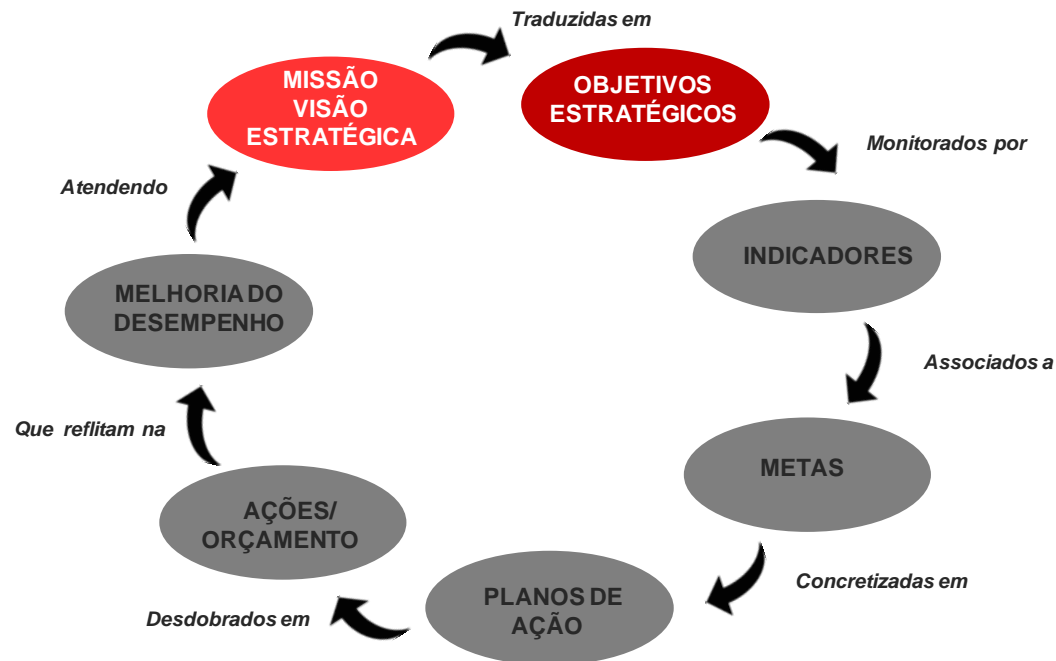 Traduzidas em
MISSÃO
VISÃO
ESTRATÉGICA
OBJETIVOS
ESTRATÉGICOS
Monitorados por
INDICADORES
Associados a
METAS
Concretizadas em
PLANOS DE
AÇÃO
Desdobrados em
AÇÕES/
ORÇAMENTO
Que reflitam na
MELHORIA DO
DESEMPENHO
Atendendo